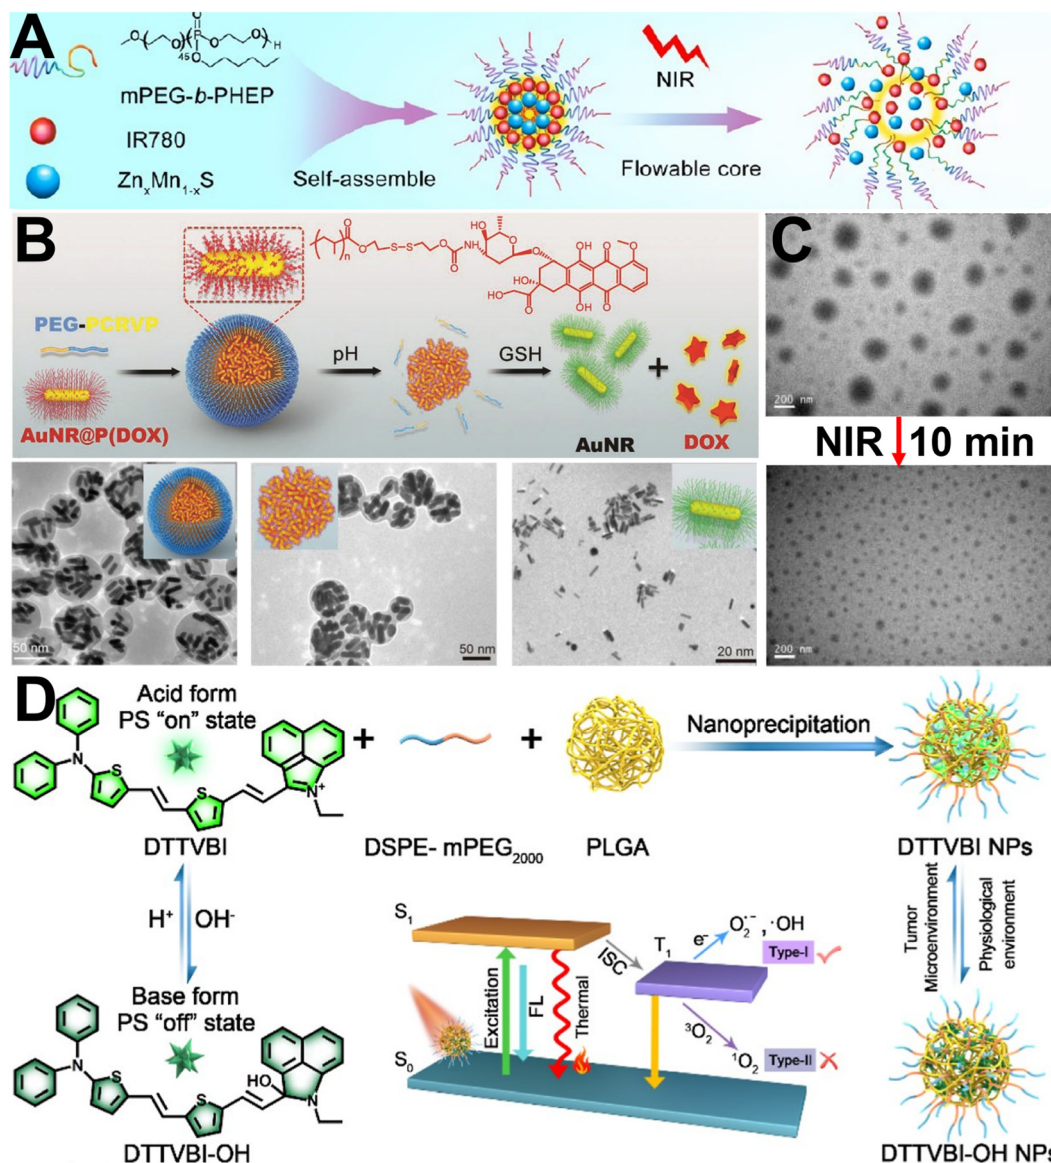 A
O
O P O O H
45 O
mPEG-b-PHEP
IR780
ZnxMn1-xS
Self-assemble
NIR
Flowable core
B
PEG-PCRVP
AuNR@P(DOX)
pH
GSH
AuNR
+
DOX
50 nm
50 nm
20 nm
C
200 nm
NIR 10 min
200 nm
D
Acid form
PS “on” state
+
+
Nanoprecipitation
DTTVBI
DSPE- mPEG2000
PLGA
DTTVBI NPs
H+ OH-
Tumor
Microenvironment
Physiological
environment
Base form
PS “off” state
DTTVBI-OH
S1
S0
Excitation
FL
Thermal
ISC
T1
e-
O2•-, ·OH
Type-I
3O2
1O2
Type-II
DTTVBI-OH NPs